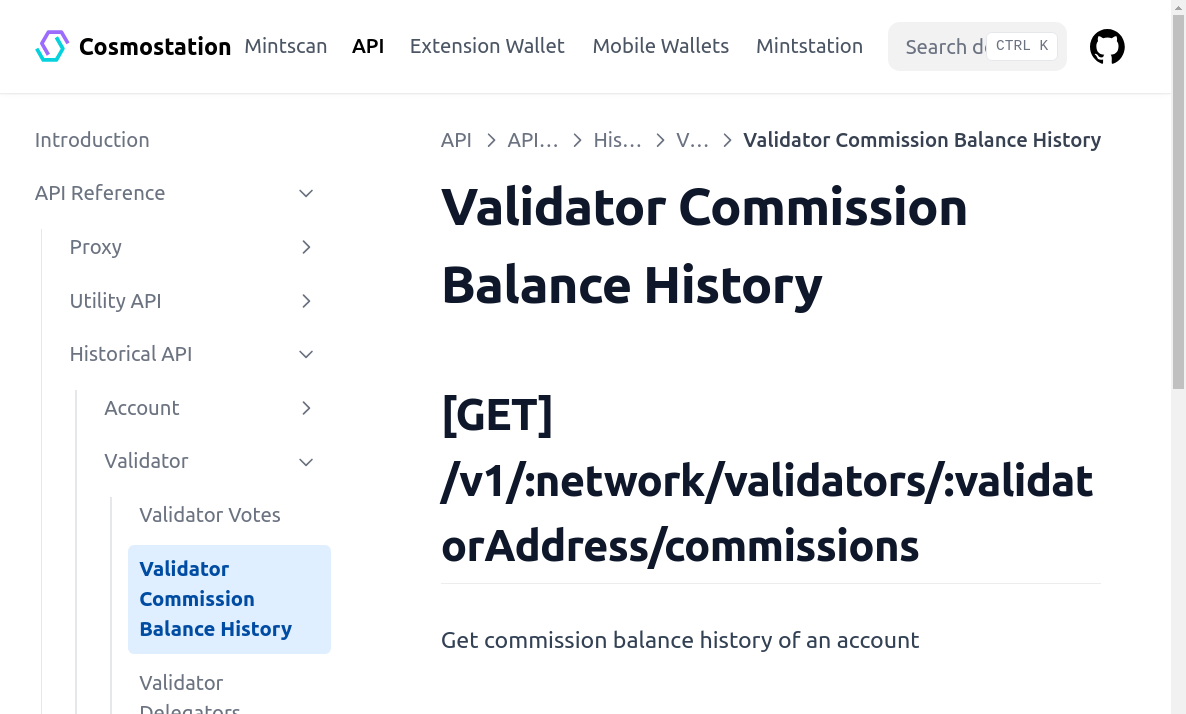 Cosmostation
Mintscan
API
Extension Wallet
Mobile Wallets
Mintstation
Search d
CTRL K
Introduction
API Reference
Proxy
Utility API
Historical API
Account
Validator
Validator Votes
Validator
Commission
Balance History
Validator
Delegators
API
API…
His…
V…
Validator Commission Balance History
Validator Commission
Balance History
[GET]
/v1/:network/validators/:validat
orAddress/commissions
Get commission balance history of an account